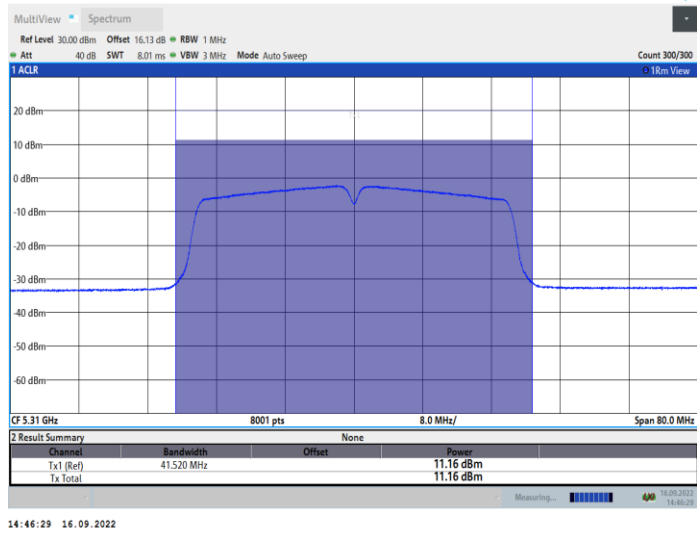 MultiView Spectrum
Ref Level 30.00 dBm Offset 16.13 dB RBW 1 MHz
Att 40 dB SWT 8.01 ms VBW 3 MHz Mode Auto Sweep Count 300/300
1 ACLR 1Rm View
20 dBm
10 dBm
0 dBm
-10 dBm
-20 dBm
-30 dBm
-40 dBm
-50 dBm
-60 dBm
CF 5.31 GHz 8001 pts 8.0 MHz/ Span 80.0 MHz
2 Result Summary None
Channel Bandwidth Offset Power
Tx1 (Ref) 41.520 MHz 11.16 dBm
Tx Total 11.16 dBm
Measuring... 16.09.2022
14:46:29
14:46:29 16.09.2022